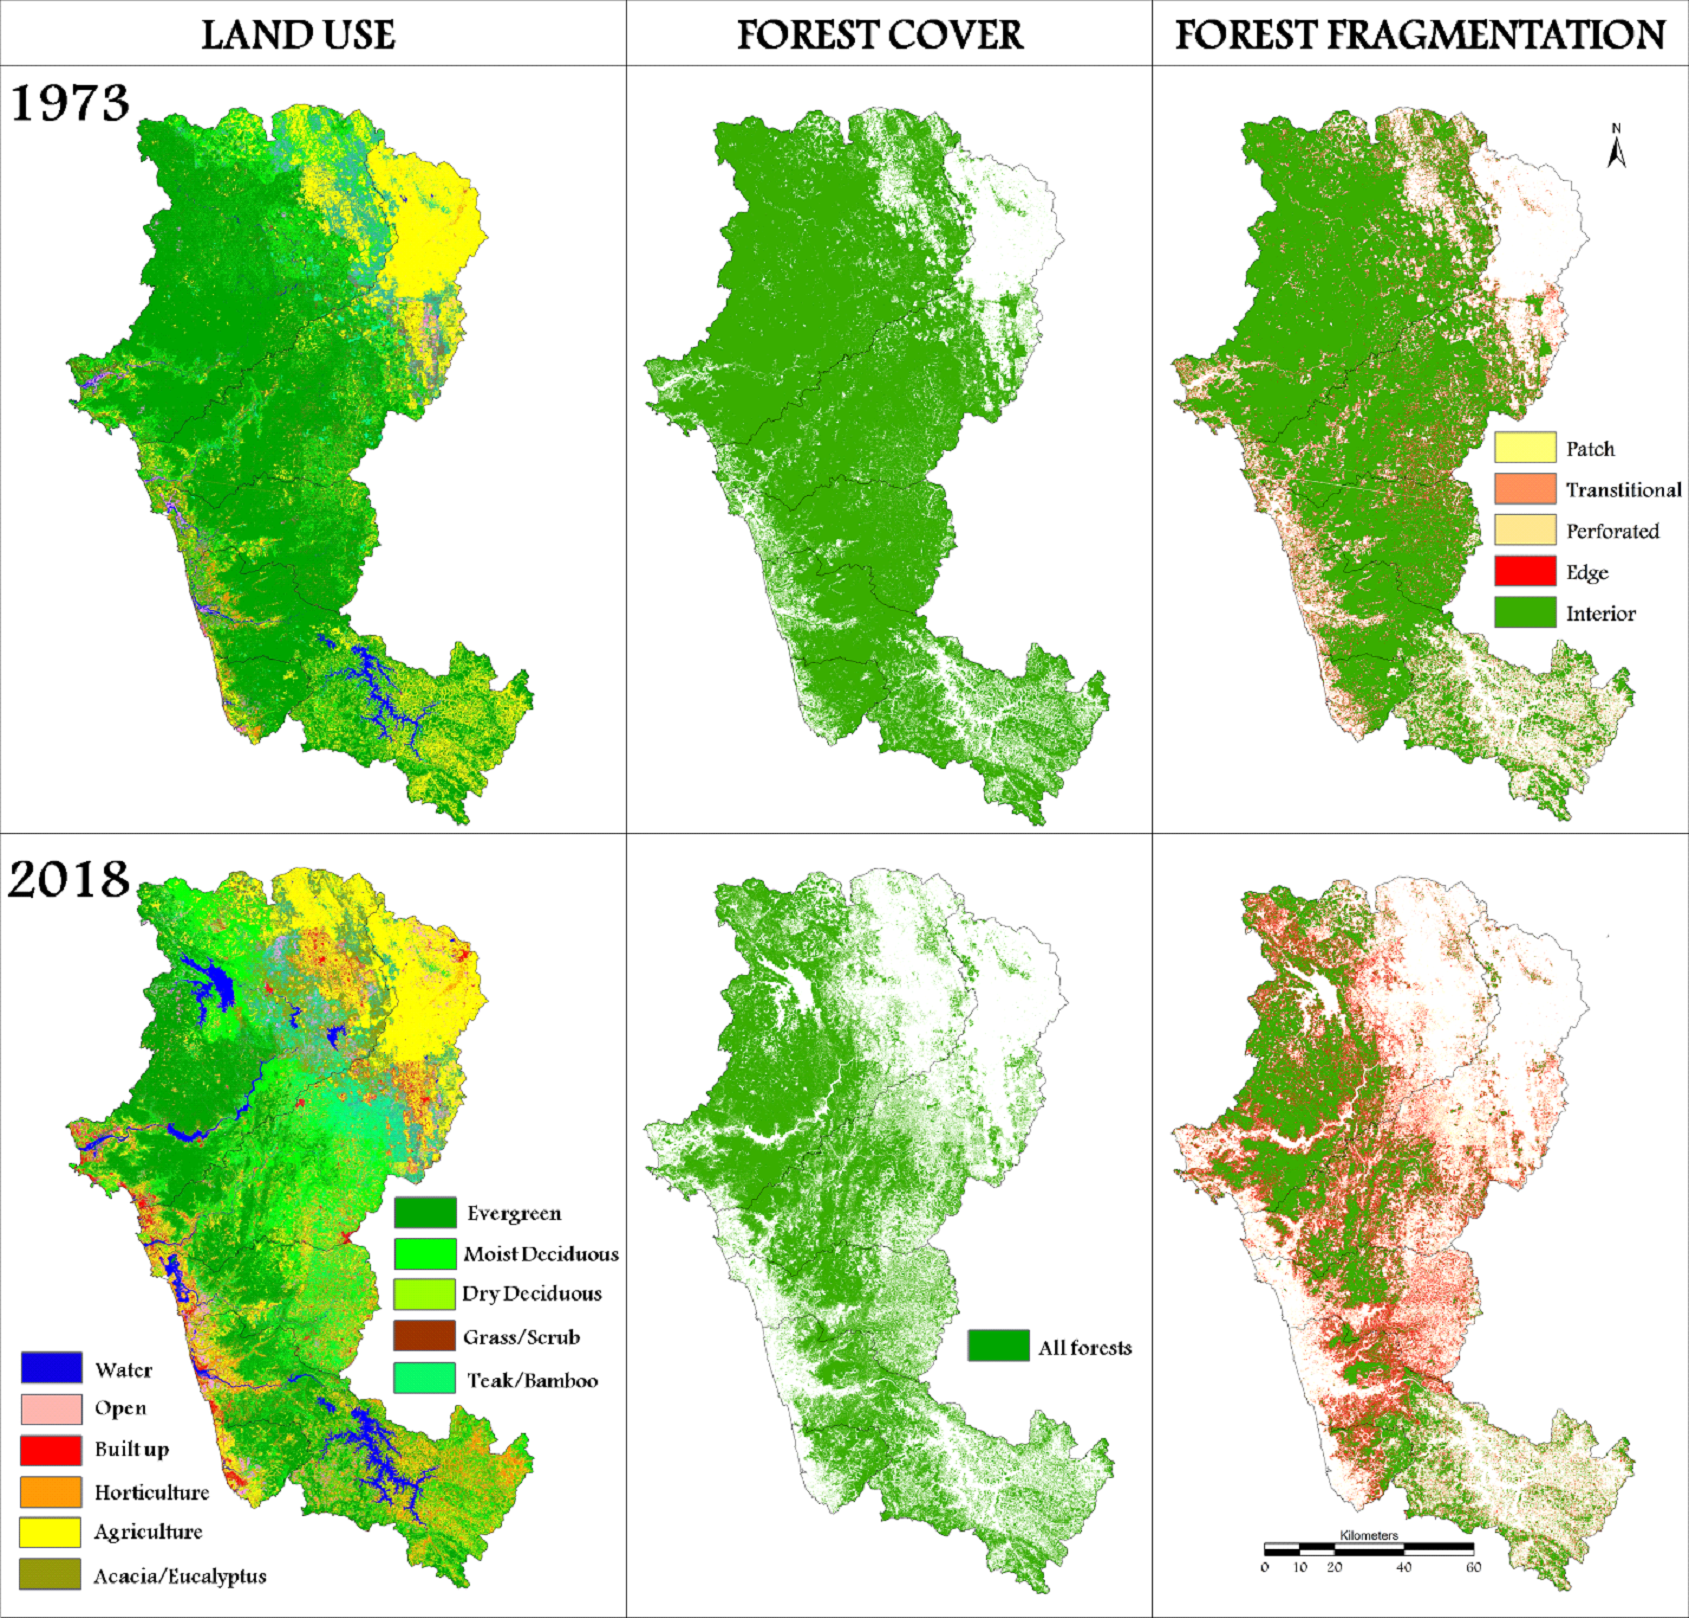 LAND USE
FOREST COVER
FOREST FRAGMENTATION
1973
N
Patch
Transtitional
Perforated
Edge
Interior
2018
Evergreen
Moist Deciduous
Dry Deciduous
Grass/Scrub
Teak/Bamboo
Water
Open
Built up
Horticulture
Agriculture
Acacia/Eucalyptus
All forests
Kilometers
0 10 20 40 60